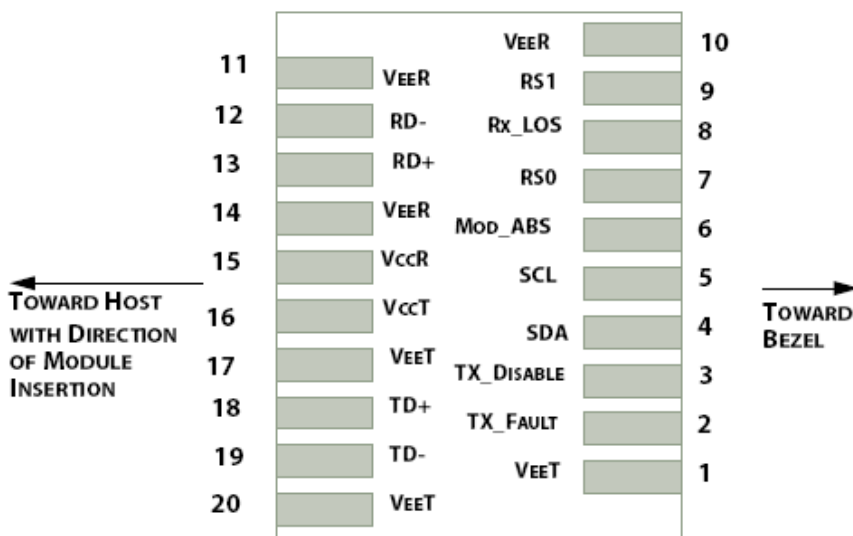 VEER 10
11 VEER
RS1 9
12 RD-
Rx_LOS 8
13 RD+
RS0 7
14 VEER
MOD_ABS 6
15 VCCR
SCL 5
16 VCCT
SDA 4
17 VEET
TX_DISABLE 3
18 TD+
TX_FAULT 2
19 TD-
VEET 1
20 VEET
TOWARD HOST
WITH DIRECTION
OF MODULE
INSERTION
TOWARD
BEZEL